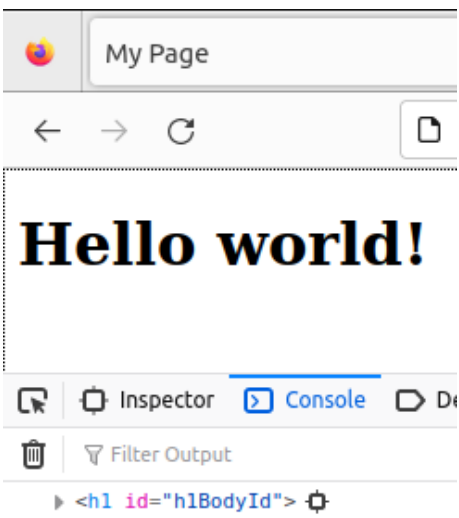 My Page
Hello world!
Inspector Console
Filter Output
<h1 id="h1BodyId">